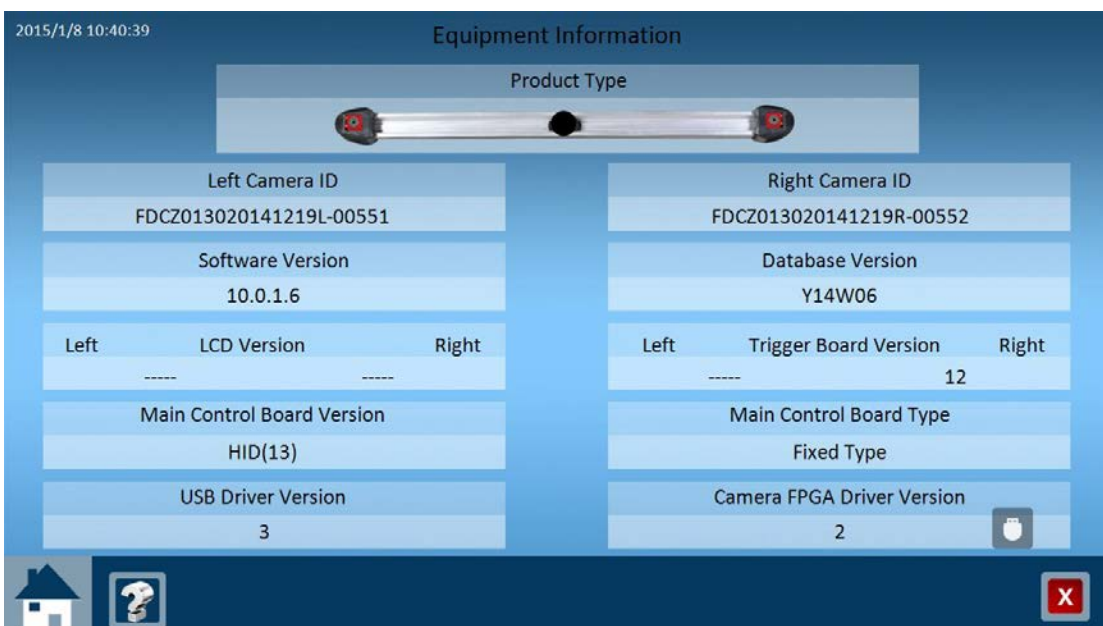 2015/1/8 10:40:39
Equipment Information
Product Type
Left Camera ID
FDCZ013020141219L-00551
Right Camera ID
FDCZ013020141219R-00552
Software Version
10.0.1.6
Database Version
Y14W06
Left LCD Version Right
----- -----
Left Trigger Board Version Right
----- 12
Main Control Board Version
HID(13)
Main Control Board Type
Fixed Type
USB Driver Version
3
Camera FPGA Driver Version
2
?
X